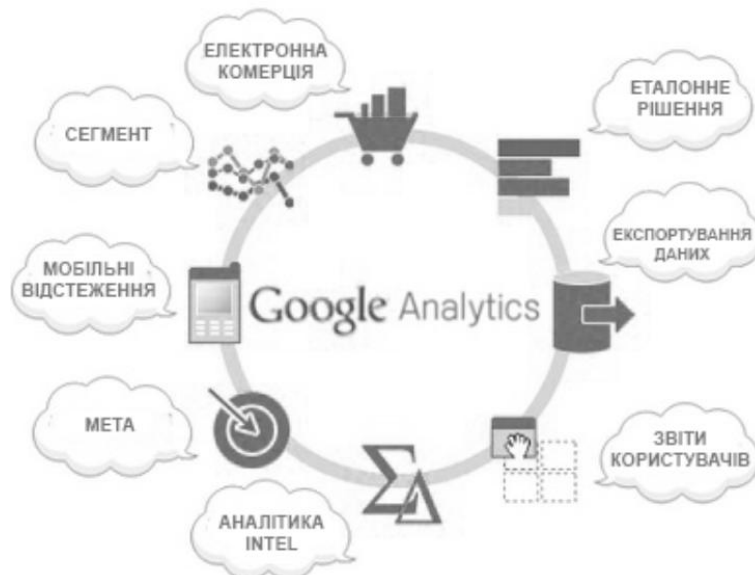 ЕЛЕКТРОННА
КОМЕРЦІЯ
ЕТАЛОННЕ
РІШЕННЯ
СЕГМЕНТ
ЕКСПОРТУВАННЯ
ДАНИХ
МОБІЛЬНІ
ВІДСТЕЖЕННЯ
Google Analytics
МЕТА
ЗВІТИ
КОРИСТУВАЧІВ
АНАЛІТИКА
INTEL